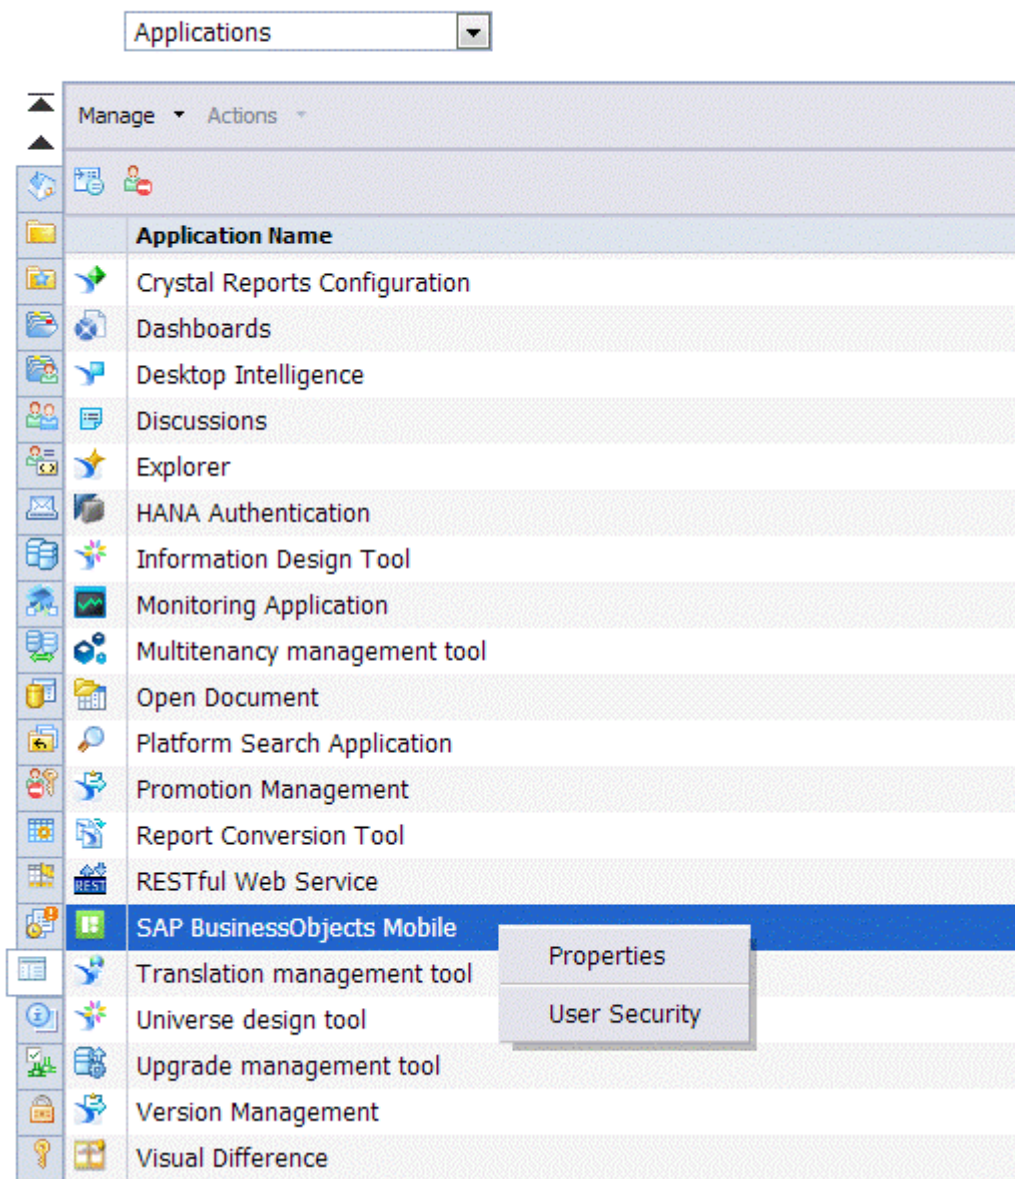 Applications
Manage Actions
Application Name
Crystal Reports Configuration
Dashboards
Desktop Intelligence
Discussions
Explorer
HANA Authentication
Information Design Tool
Monitoring Application
Multitenancy management tool
Open Document
Platform Search Application
Promotion Management
Report Conversion Tool
REST RESTful Web Service
SAP BusinessObjects Mobile
Properties
Translation management tool
User Security
Universe design tool
Upgrade management tool
Version Management
Visual Difference